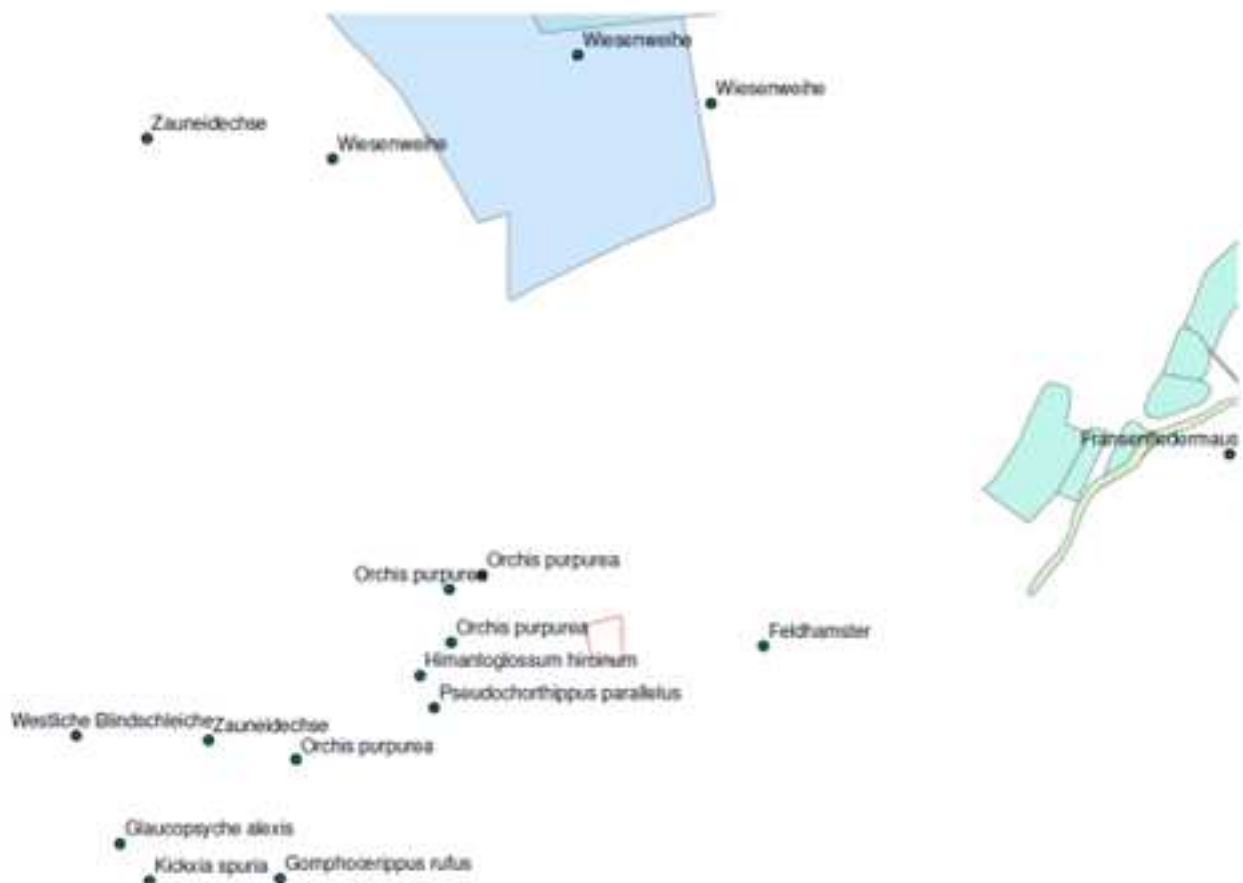 Wiesenweihe
Wiesenweihe
Zauneidechse
Wiesenweihe
Fransenfledermaus
Orchis purpurea
Orchis purpurea
Orchis purpurea
Feldhamster
Himantoglossum hircinum
Pseudochorthippus parallelus
Westliche Blindschleiche
Zauneidechse
Orchis purpurea
Glaucopsyche alexis
Kickxia spuria
Gomphocerippus rufus